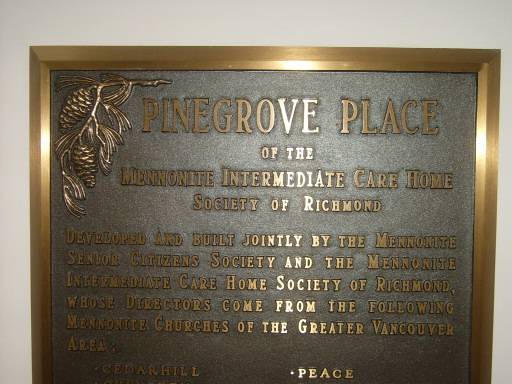 PINEGROVE PLACE
OF THE
MENNONITE INTERMEDIATE CARE HOME
SOCIETY OF RICHMOND
DEVELOPED AND BUILT JOINTLY BY THE MENNONITE
SENIOR CITIZENS SOCIETY AND THE MENNONITE
INTERMEDIATE CARE HOME SOCIETY OF RICHMOND,
WHOSE DIRECTORS COME FROM THE FOLLOWING
MENNONITE CHURCHES OF THE GREATER VANCOUVER
AREA:
· CEDARHILL · PEACE